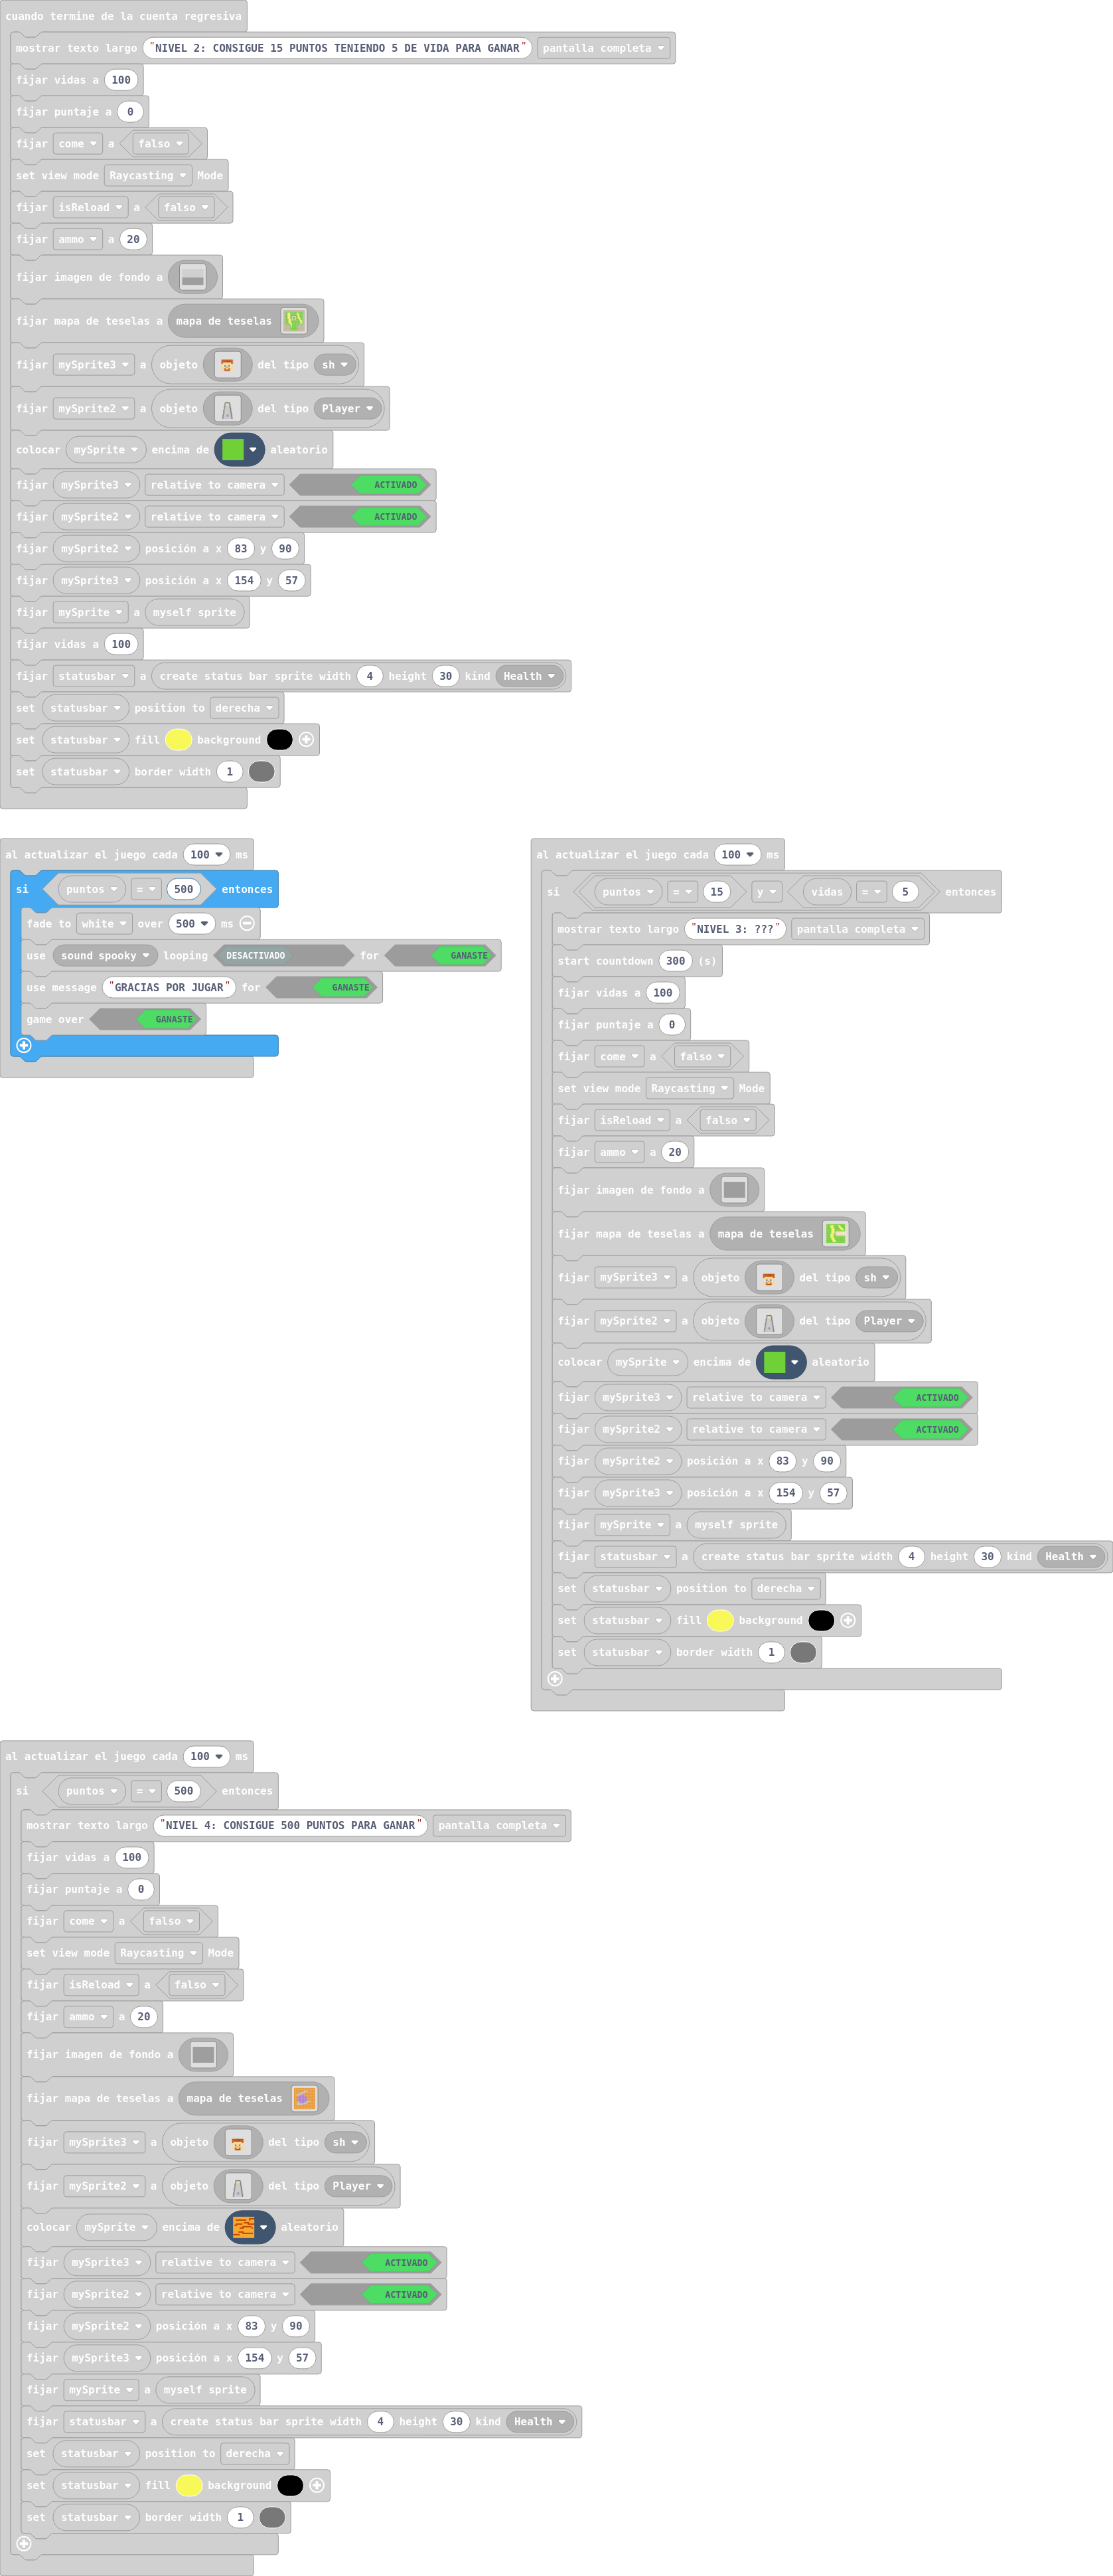 cuando termine de la cuenta regresiva
mostrar texto largo "NIVEL 2: CONSIGUE 15 PUNTOS TENIENDO 5 DE VIDA PARA GANAR" pantalla completa
fijar vidas a 100
fijar puntaje a 0
fijar come a falso
set view mode Raycasting Mode
fijar isReload a falso
fijar ammo a 20
fijar imagen de fondo a
fijar mapa de teselas a mapa de teselas
fijar mySprite3 a objeto del tipo sh
fijar mySprite2 a objeto del tipo Player
colocar mySprite encima de aleatorio
fijar mySprite3 relative to camera ACTIVADO
fijar mySprite2 relative to camera ACTIVADO
fijar mySprite2 posición a x 83 y 90
fijar mySprite3 posición a x 154 y 57
fijar mySprite a myself sprite
fijar vidas a 100
fijar statusbar a create status bar sprite width 4 height 30 kind Health
set statusbar position to derecha
set statusbar fill background
set statusbar border width 1
al actualizar el juego cada 100 ms
si puntos = 500 entonces
fade to white over 500 ms
use sound spooky looping DESACTIVADO for GANASTE
use message "GRACIAS POR JUGAR" for GANASTE
game over GANASTE
al actualizar el juego cada 100 ms
si puntos = 15 y vidas = 5 entonces
mostrar texto largo "NIVEL 3: ???" pantalla completa
start countdown 300 (s)
fijar vidas a 100
fijar puntaje a 0
fijar come a falso
set view mode Raycasting Mode
fijar isReload a falso
fijar ammo a 20
fijar imagen de fondo a
fijar mapa de teselas a mapa de teselas
fijar mySprite3 a objeto del tipo sh
fijar mySprite2 a objeto del tipo Player
colocar mySprite encima de aleatorio
fijar mySprite3 relative to camera ACTIVADO
fijar mySprite2 relative to camera ACTIVADO
fijar mySprite2 posición a x 83 y 90
fijar mySprite3 posición a x 154 y 57
fijar mySprite a myself sprite
fijar statusbar a create status bar sprite width 4 height 30 kind Health
set statusbar position to derecha
set statusbar fill background
set statusbar border width 1
al actualizar el juego cada 100 ms
si puntos = 500 entonces
mostrar texto largo "NIVEL 4: CONSIGUE 500 PUNTOS PARA GANAR" pantalla completa
fijar vidas a 100
fijar puntaje a 0
fijar come a falso
set view mode Raycasting Mode
fijar isReload a falso
fijar ammo a 20
fijar imagen de fondo a
fijar mapa de teselas a mapa de teselas
fijar mySprite3 a objeto del tipo sh
fijar mySprite2 a objeto del tipo Player
colocar mySprite encima de aleatorio
fijar mySprite3 relative to camera ACTIVADO
fijar mySprite2 relative to camera ACTIVADO
fijar mySprite2 posición a x 83 y 90
fijar mySprite3 posición a x 154 y 57
fijar mySprite a myself sprite
fijar statusbar a create status bar sprite width 4 height 30 kind Health
set statusbar position to derecha
set statusbar fill background
set statusbar border width 1